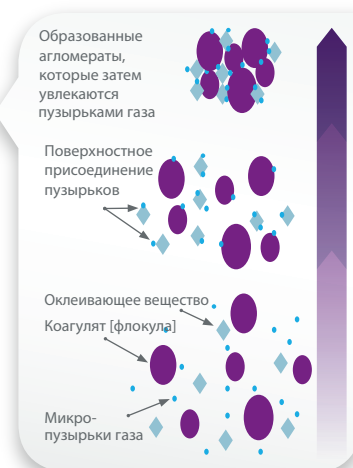 Образованные
агломераты,
которые затем
увлекаются
пузырьками газа
Поверхностное
присоединение
пузырьков
Оклеивающее вещество
Коагулят [флокула]
Микро-
пузырьки газа